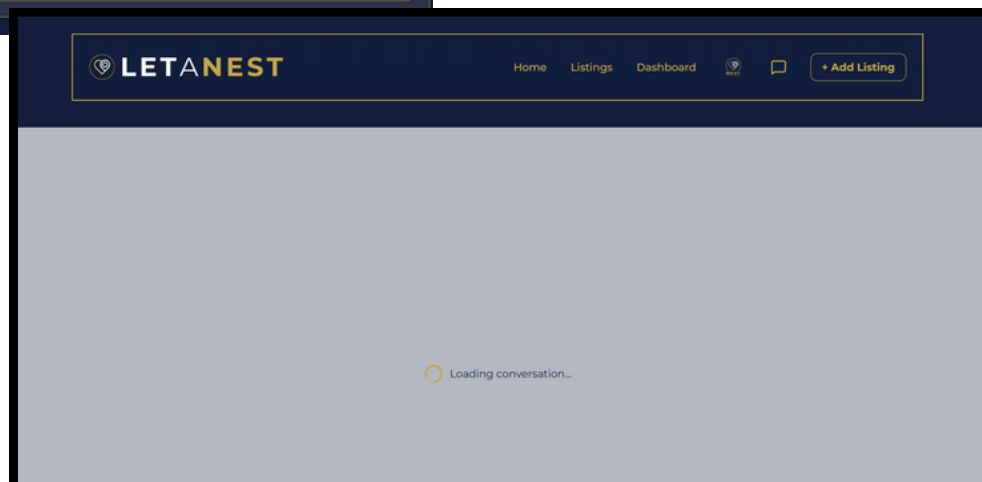 LETANEST
Home Listings Dashboard + Add Listing
Loading conversation...